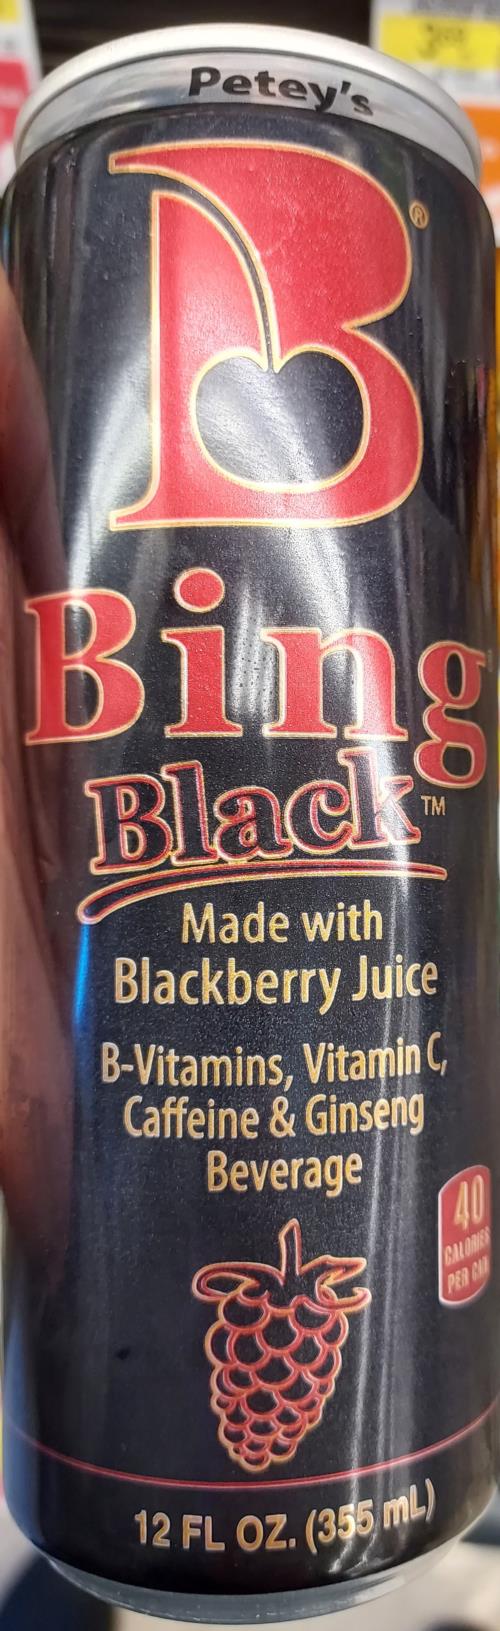 Petey's
B®
Bing
Black™
Made with
Blackberry Juice
B-Vitamins, Vitamin C,
Caffeine & Ginseng
Beverage
40
CALORIES
PER CAN
12 FL OZ. (355 mL)